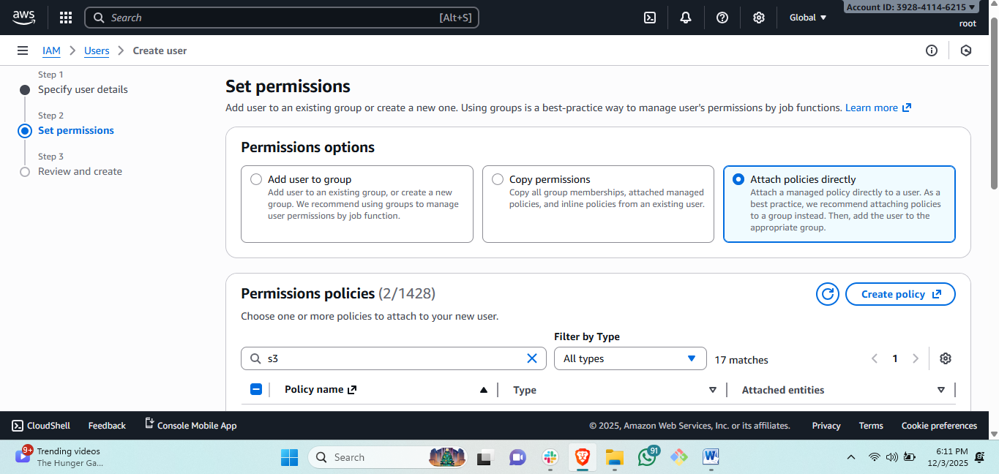 aws
Search [Alt+S]
Global
Account ID: 3928-4114-6215
root
IAM Users Create user
Step 1
Specify user details
Step 2
Set permissions
Step 3
Review and create
Set permissions
Add user to an existing group or create a new one. Using groups is a best-practice way to manage user's permissions by job functions. Learn more
Permissions options
Add user to group
Add user to an existing group, or create a new
group. We recommend using groups to manage
user permissions by job function.
Copy permissions
Copy all group memberships, attached managed
policies, and inline policies from an existing user.
Attach policies directly
Attach a managed policy directly to a user. As a
best practice, we recommend attaching policies
to a group instead. Then, add the user to the
appropriate group.
Permissions policies (2/1428)
Create policy
Choose one or more policies to attach to your new user.
Filter by Type
s3
All types
17 matches
1
Policy name
Type
Attached entities
CloudShell Feedback Console Mobile App
© 2025, Amazon Web Services, Inc. or its affiliates. Privacy Terms Cookie preferences
9+
Trending videos
The Hunger Ga...
Search
91
6:11 PM
12/3/2025